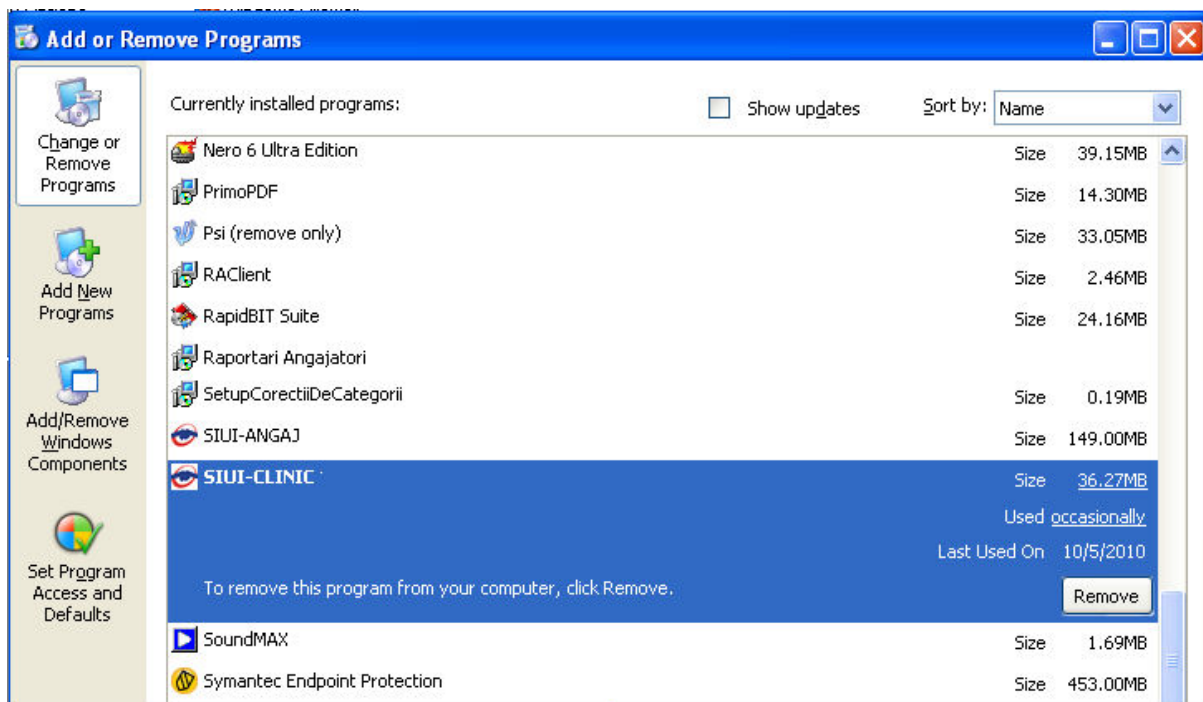 Add or Remove Programs
Change or
Remove
Programs
Add New
Programs
Add/Remove
Windows
Components
Set Program
Access and
Defaults
Currently installed programs:
Show updates
Sort by: Name
Nero 6 Ultra Edition Size 39.15MB
PrimoPDF Size 14.30MB
Psi (remove only) Size 33.05MB
RAClient Size 2.46MB
RapidBIT Suite Size 24.16MB
Raportari Angajatori
SetupCorectiiDeCategorii Size 0.19MB
SIUI-ANGAJ Size 149.00MB
SIUI-CLINIC Size 36.27MB
Used occasionally
Last Used On 10/5/2010
To remove this program from your computer, click Remove.
Remove
SoundMAX Size 1.69MB
Symantec Endpoint Protection Size 453.00MB